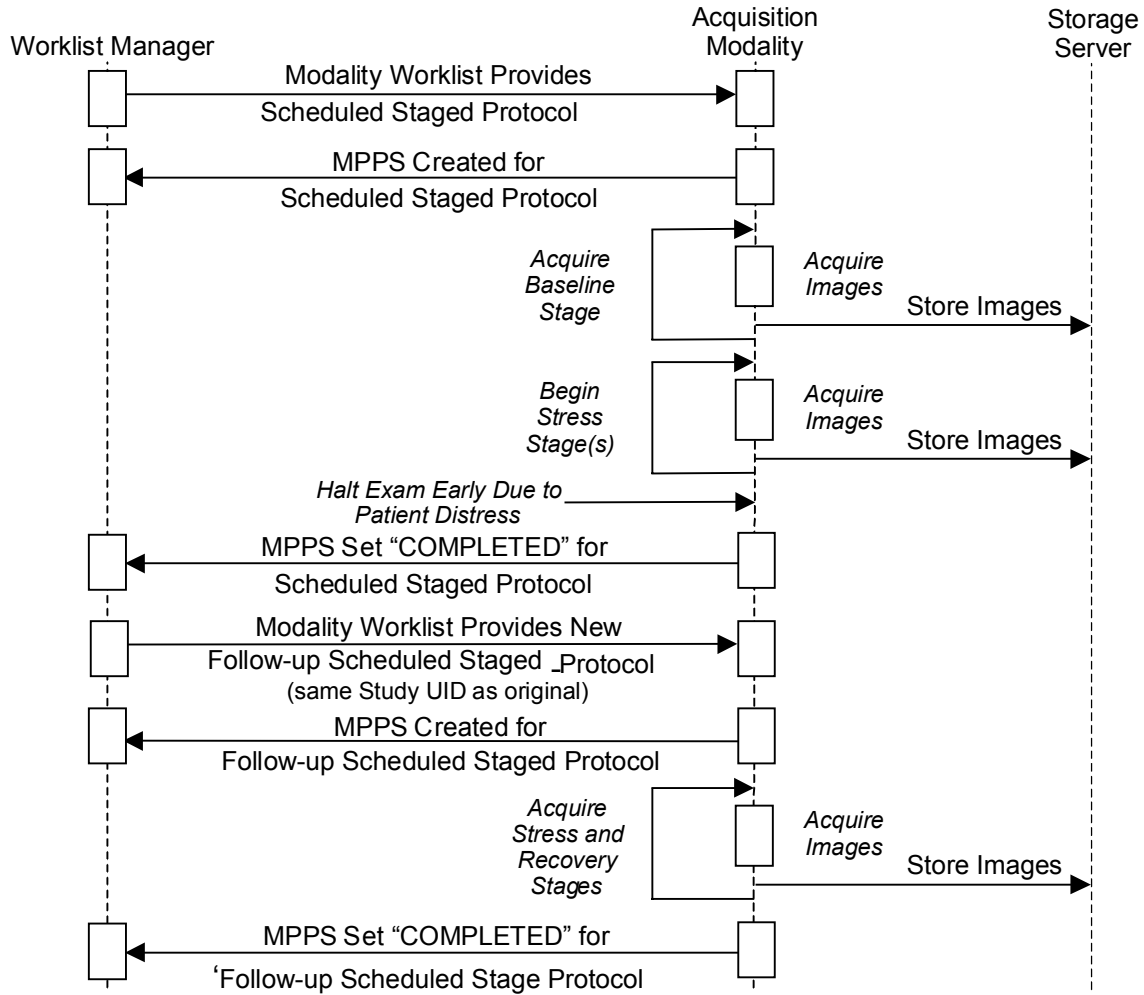 Worklist Manager
Acquisition
Modality
Storage
Server
Modality Worklist Provides
Scheduled Staged Protocol
MPPS Created for
Scheduled Staged Protocol
Acquire
Baseline
Stage
Acquire
Images
Store Images
Begin
Stress
Stage(s)
Acquire
Images
Store Images
Halt Exam Early Due to
Patient Distress
MPPS Set “COMPLETED” for
Scheduled Staged Protocol
Modality Worklist Provides New
Follow-up Scheduled Staged Protocol
(same Study UID as original)
MPPS Created for
Follow-up Scheduled Staged Protocol
Acquire
Stress and
Recovery
Stages
Acquire
Images
Store Images
MPPS Set “COMPLETED” for
‘Follow-up Scheduled Stage Protocol